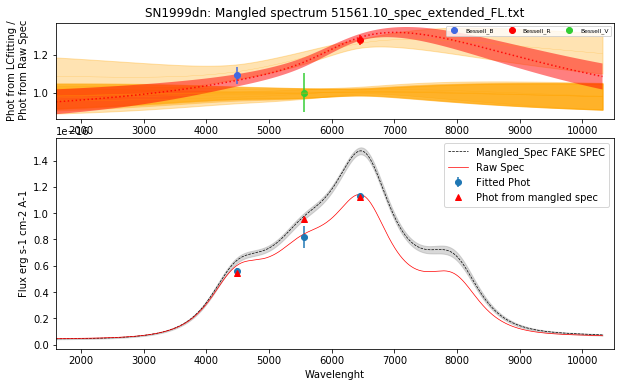 SN1999dn: Mangled spectrum 51561.10_spec_extended_FL.txt
Phot from LCfitting /
Phot from Raw Spec
1.2
1.0
Bessell_B
Bessell_R
Bessell_V
2000 3000 4000 5000 6000 7000 8000 9000 10000
1e-16
Flux erg s-1 cm-2 A-1
1.4
1.2
1.0
0.8
0.6
0.4
0.2
0.0
Mangled_Spec FAKE SPEC
Raw Spec
Fitted Phot
Phot from mangled spec
2000 3000 4000 5000 6000 7000 8000 9000 10000
Wavelenght